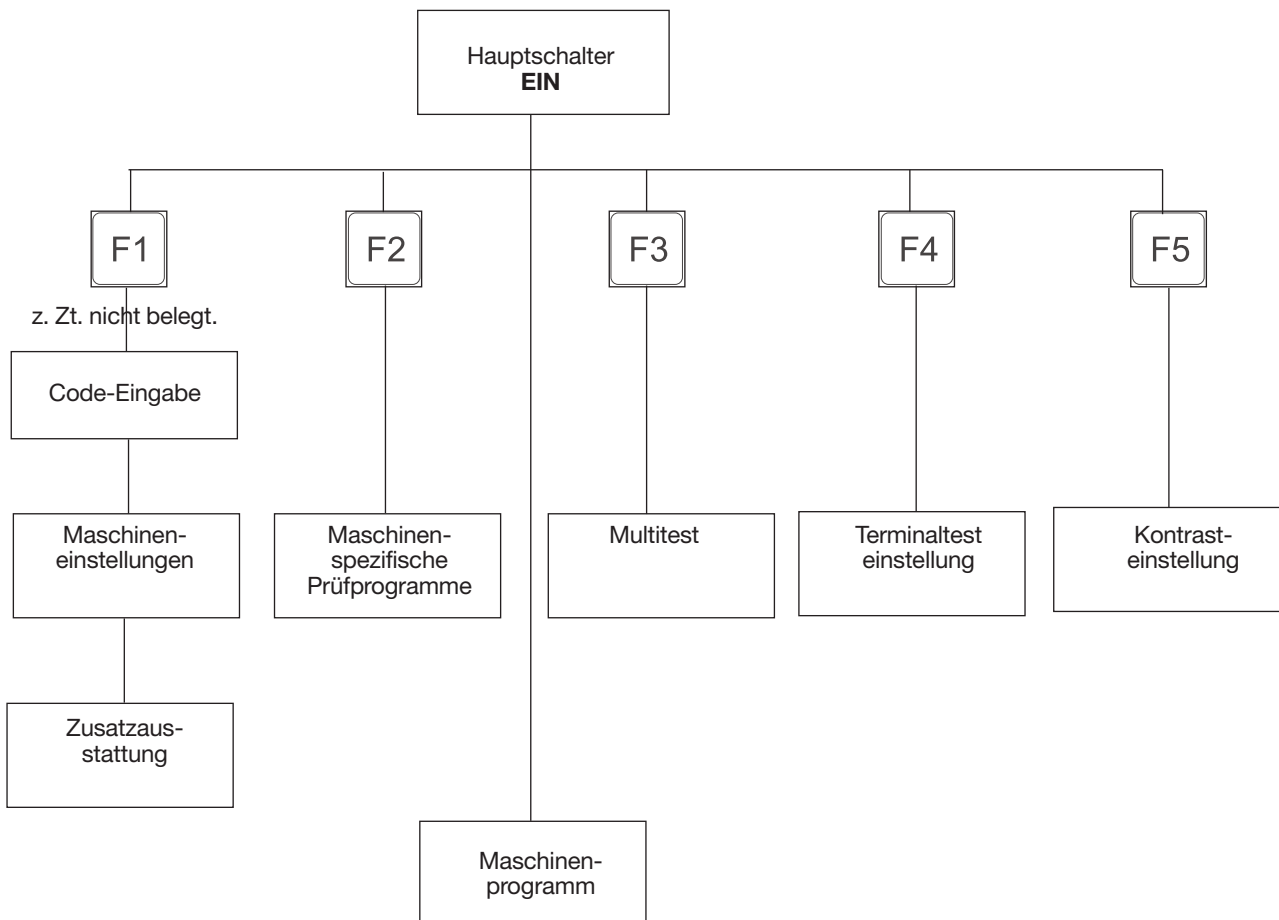 Hauptschalter
EIN
F1
F2
F3
F4
F5
z. Zt. nicht belegt.
Code-Eingabe
Maschinen-
einstellungen
Maschinen-
spezifische
Prüfprogramme
Multitest
Terminaltest
einstellung
Kontrast-
einstellung
Zusatzaus-
stattung
Maschinen-
programm